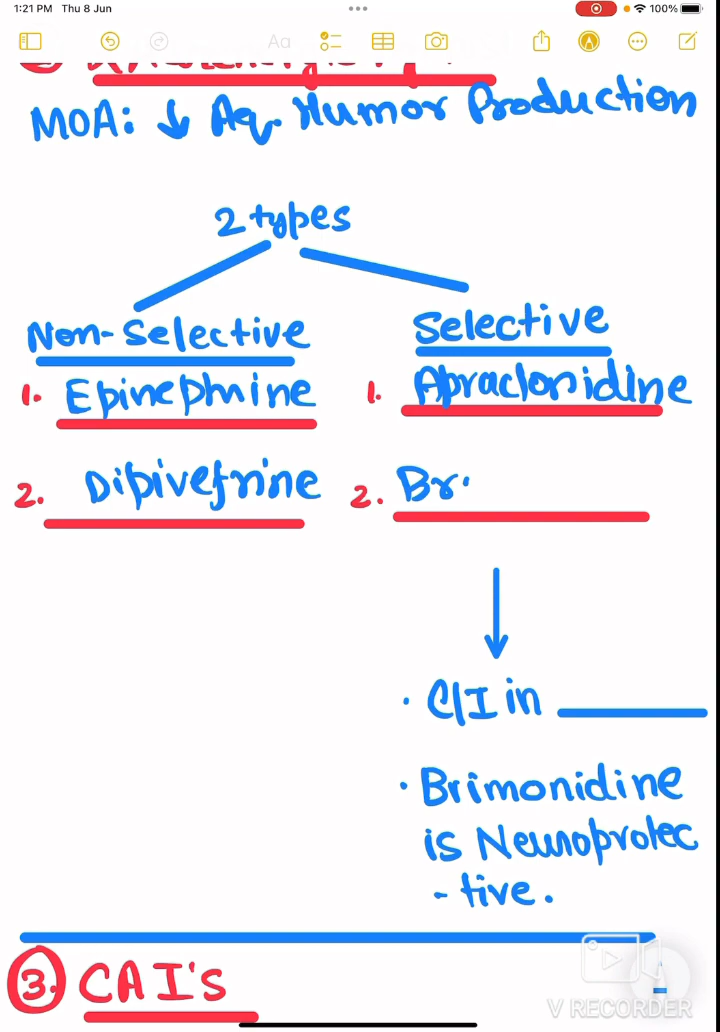 1:21 PM Thu 8 Jun
100%
Aa
MOA: ↓ Aq. Humor Production
2 types
Non-Selective
Selective
1. Epinephrine
1. Apraclonidine
2. Dipivefrine
2. Br
C/I in
Brimonidine
is Neuroprotec
-tive.
3. CAI's
V RECORDER